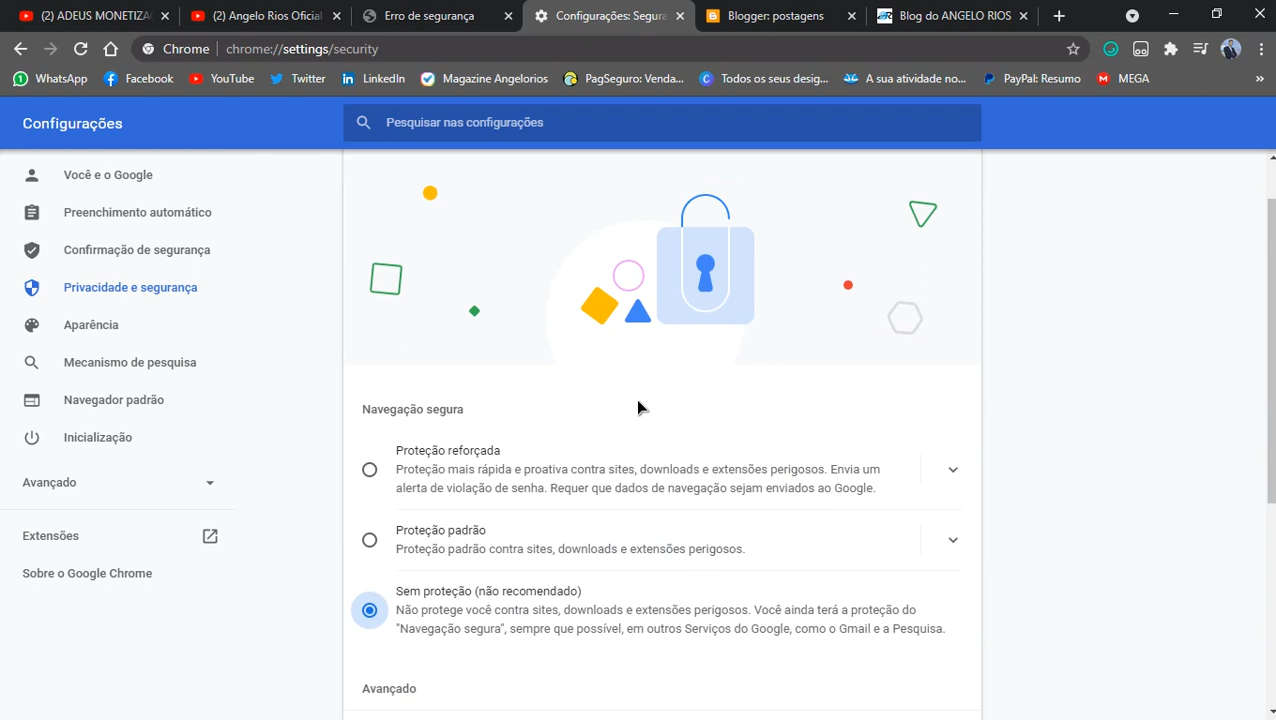 (2) ADEUS MONETIZA
(2) Angelo Rios Oficial
Erro de segurança
Configurações: Segura
Blogger: postagens
Blog do ANGELO RIOS
Chrome
chrome://settings/security
WhatsApp
Facebook
YouTube
Twitter
LinkedIn
Magazine Angelorios
PagSeguro: Venda...
Todos os seus desig...
A sua atividade no...
PayPal: Resumo
MEGA
Configurações
Pesquisar nas configurações
Você e o Google
Preenchimento automático
Confirmação de segurança
Privacidade e segurança
Aparência
Mecanismo de pesquisa
Navegador padrão
Inicialização
Avançado
Extensões
Sobre o Google Chrome
Navegação segura
Proteção reforçada
Proteção mais rápida e proativa contra sites, downloads e extensões perigosos. Envia um
alerta de violação de senha. Requer que dados de navegação sejam enviados ao Google.
Proteção padrão
Proteção padrão contra sites, downloads e extensões perigosos.
Sem proteção (não recomendado)
Não protege você contra sites, downloads e extensões perigosos. Você ainda terá a proteção do
"Navegação segura", sempre que possível, em outros Serviços do Google, como o Gmail e a Pesquisa.
Avançado